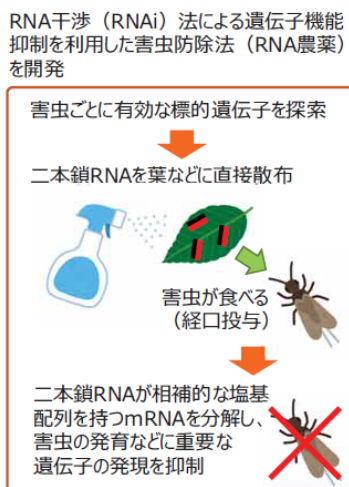 RNA干渉（RNAi）法による遺伝子機能
抑制を利用した害虫防除法（RNA農薬）
を開発
害虫ごとに有効な標的遺伝子を探索
二本鎖RNAを葉などに直接散布
害虫が食べる
（経口投与）
二本鎖RNAが相補的な塩基
配列を持つmRNAを分解し、
害虫の発育などに重要な
遺伝子の発現を抑制